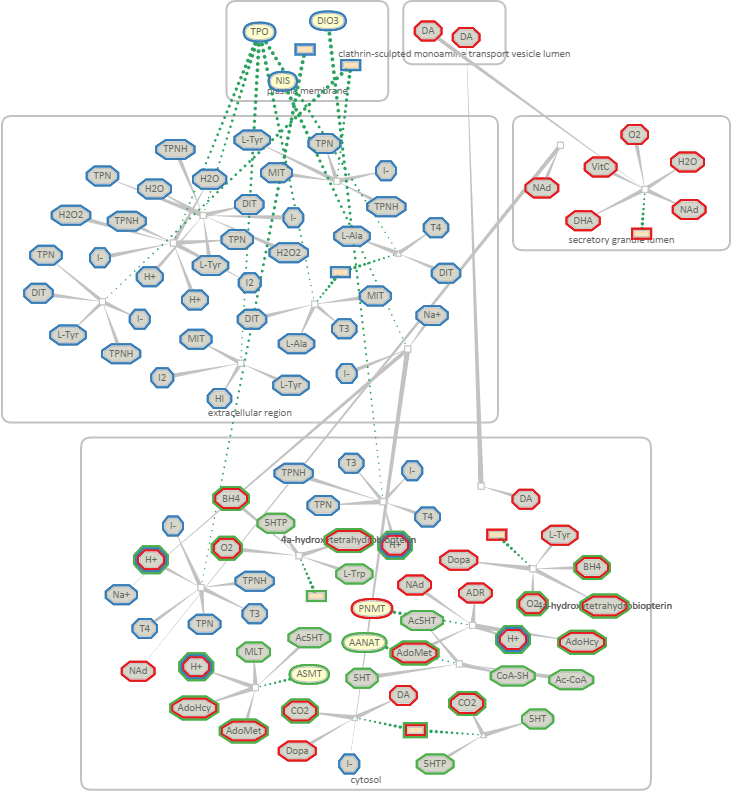 TPO
DIO3
NIS
plasma membrane
DA
DA
clathrin-sculpted monoamine transport vesicle lumen
TPNH
L-Tyr
TPN
TPN
H2O
H2O
MIT
I-
H2O2
TPNH
DIT
I-
TPNH
TPN
L-Ala
T4
TPN
I-
L-Tyr
H2O2
H+
I2
DIT
DIT
H+
MIT
I-
DIT
T3
Na+
L-Tyr
TPNH
MIT
L-Ala
I2
I-
L-Tyr
HI
extracellular region
O2
VitC
H2O
NAd
DHA
NAd
secretory granule lumen
TPNH
T3
I-
BH4
TPN
T4
DA
I-
5HTP
4a-hydroxytetrahydrobiopterin
H+
O2
H+
L-Trp
L-Tyr
Dopa
BH4
Na+
TPNH
NAd
ADR
O2
4a-hydroxytetrahydrobiopterin
T4
TPN
T3
PNMT
Ac5HT
H+
AdoHcy
Ac5HT
AANAT
AdoMet
NAd
MLT
H+
ASMT
5HT
CoA-SH
Ac-CoA
AdoHcy
AdoMet
CO2
DA
CO2
5HT
Dopa
I-
5HTP
cytosol